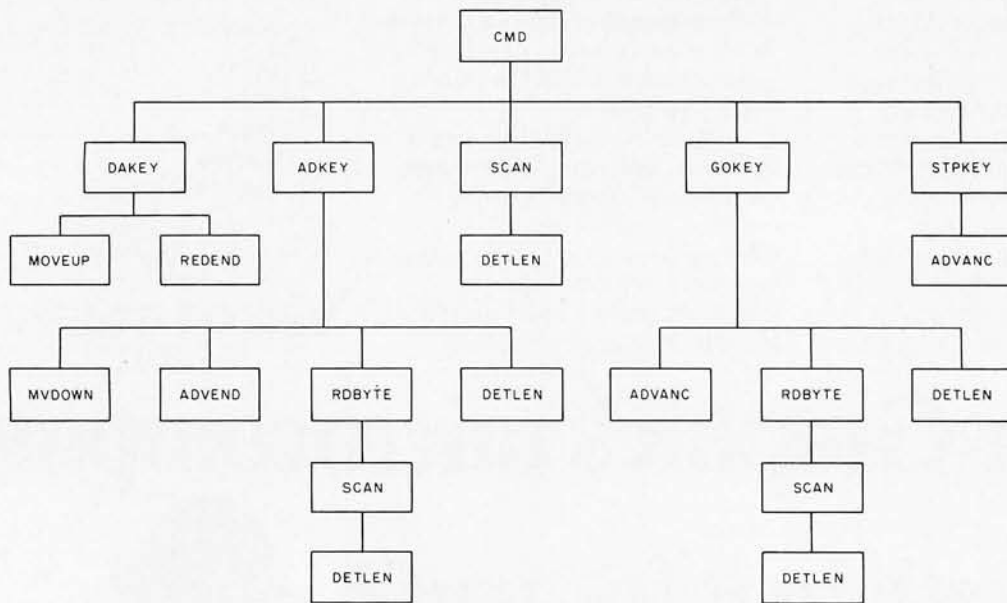 CMD
DAKEY
ADKEY
SCAN
GOKEY
STPKEY
MOVEUP
REDEND
DETLEN
ADVANC
MVDOWN
ADVEND
RDBYTE
DETLEN
ADVANC
RDBYTE
DETLEN
SCAN
SCAN
DETLEN
DETLEN